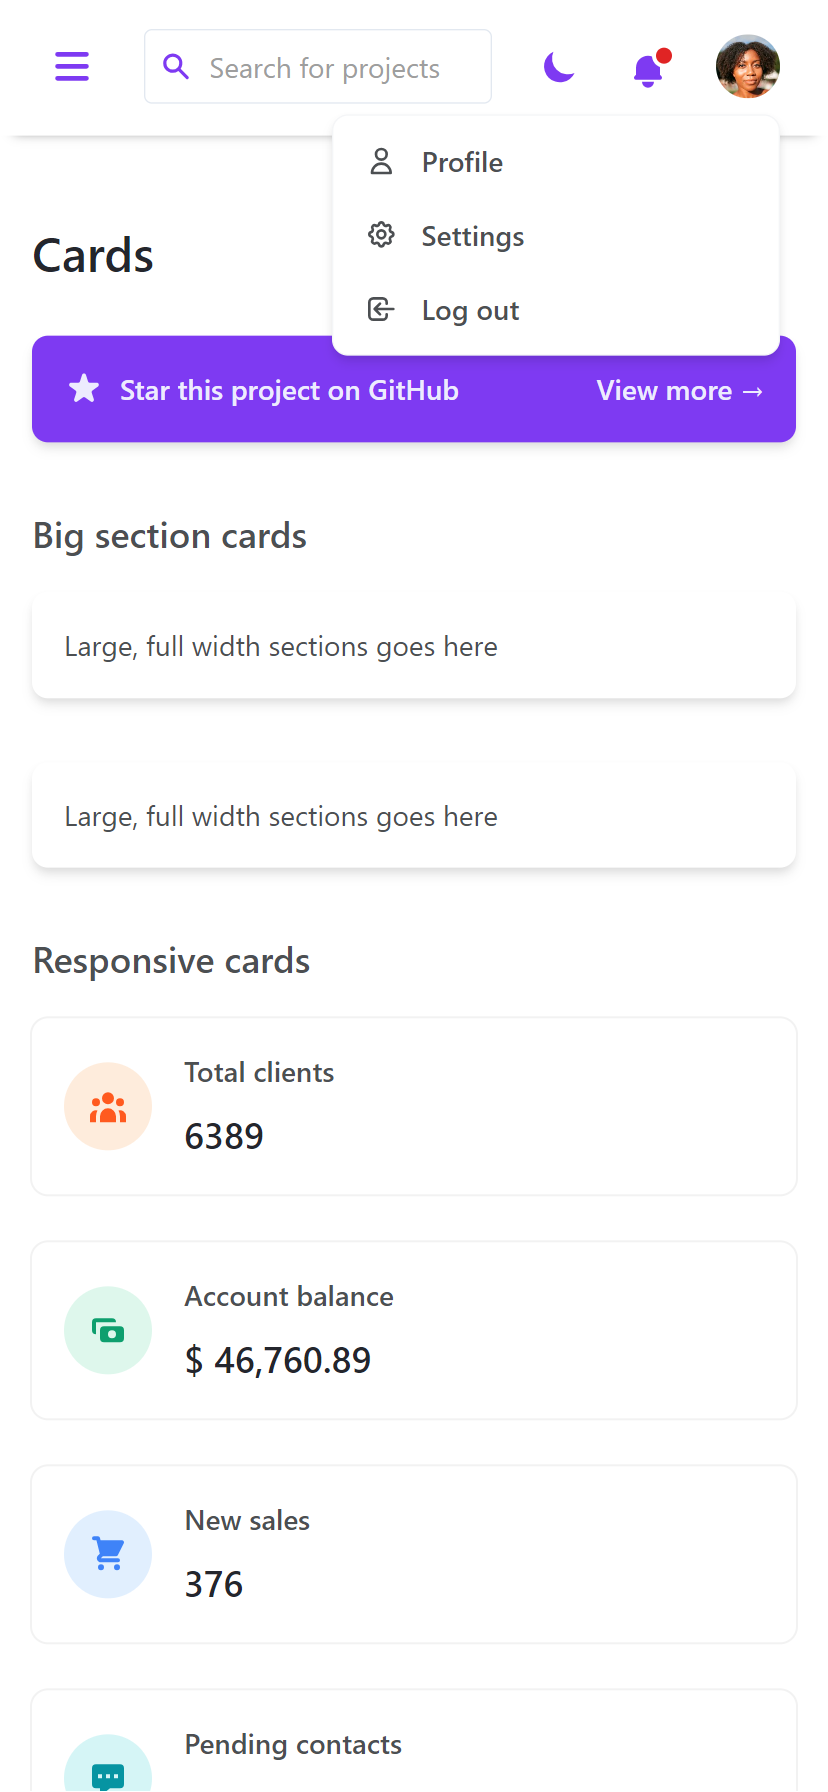 Search for projects
Profile
Settings
Log out
Cards
Star this project on GitHub
View more →
Big section cards
Large, full width sections goes here
Large, full width sections goes here
Responsive cards
Total clients
6389
Account balance
$ 46,760.89
New sales
376
Pending contacts